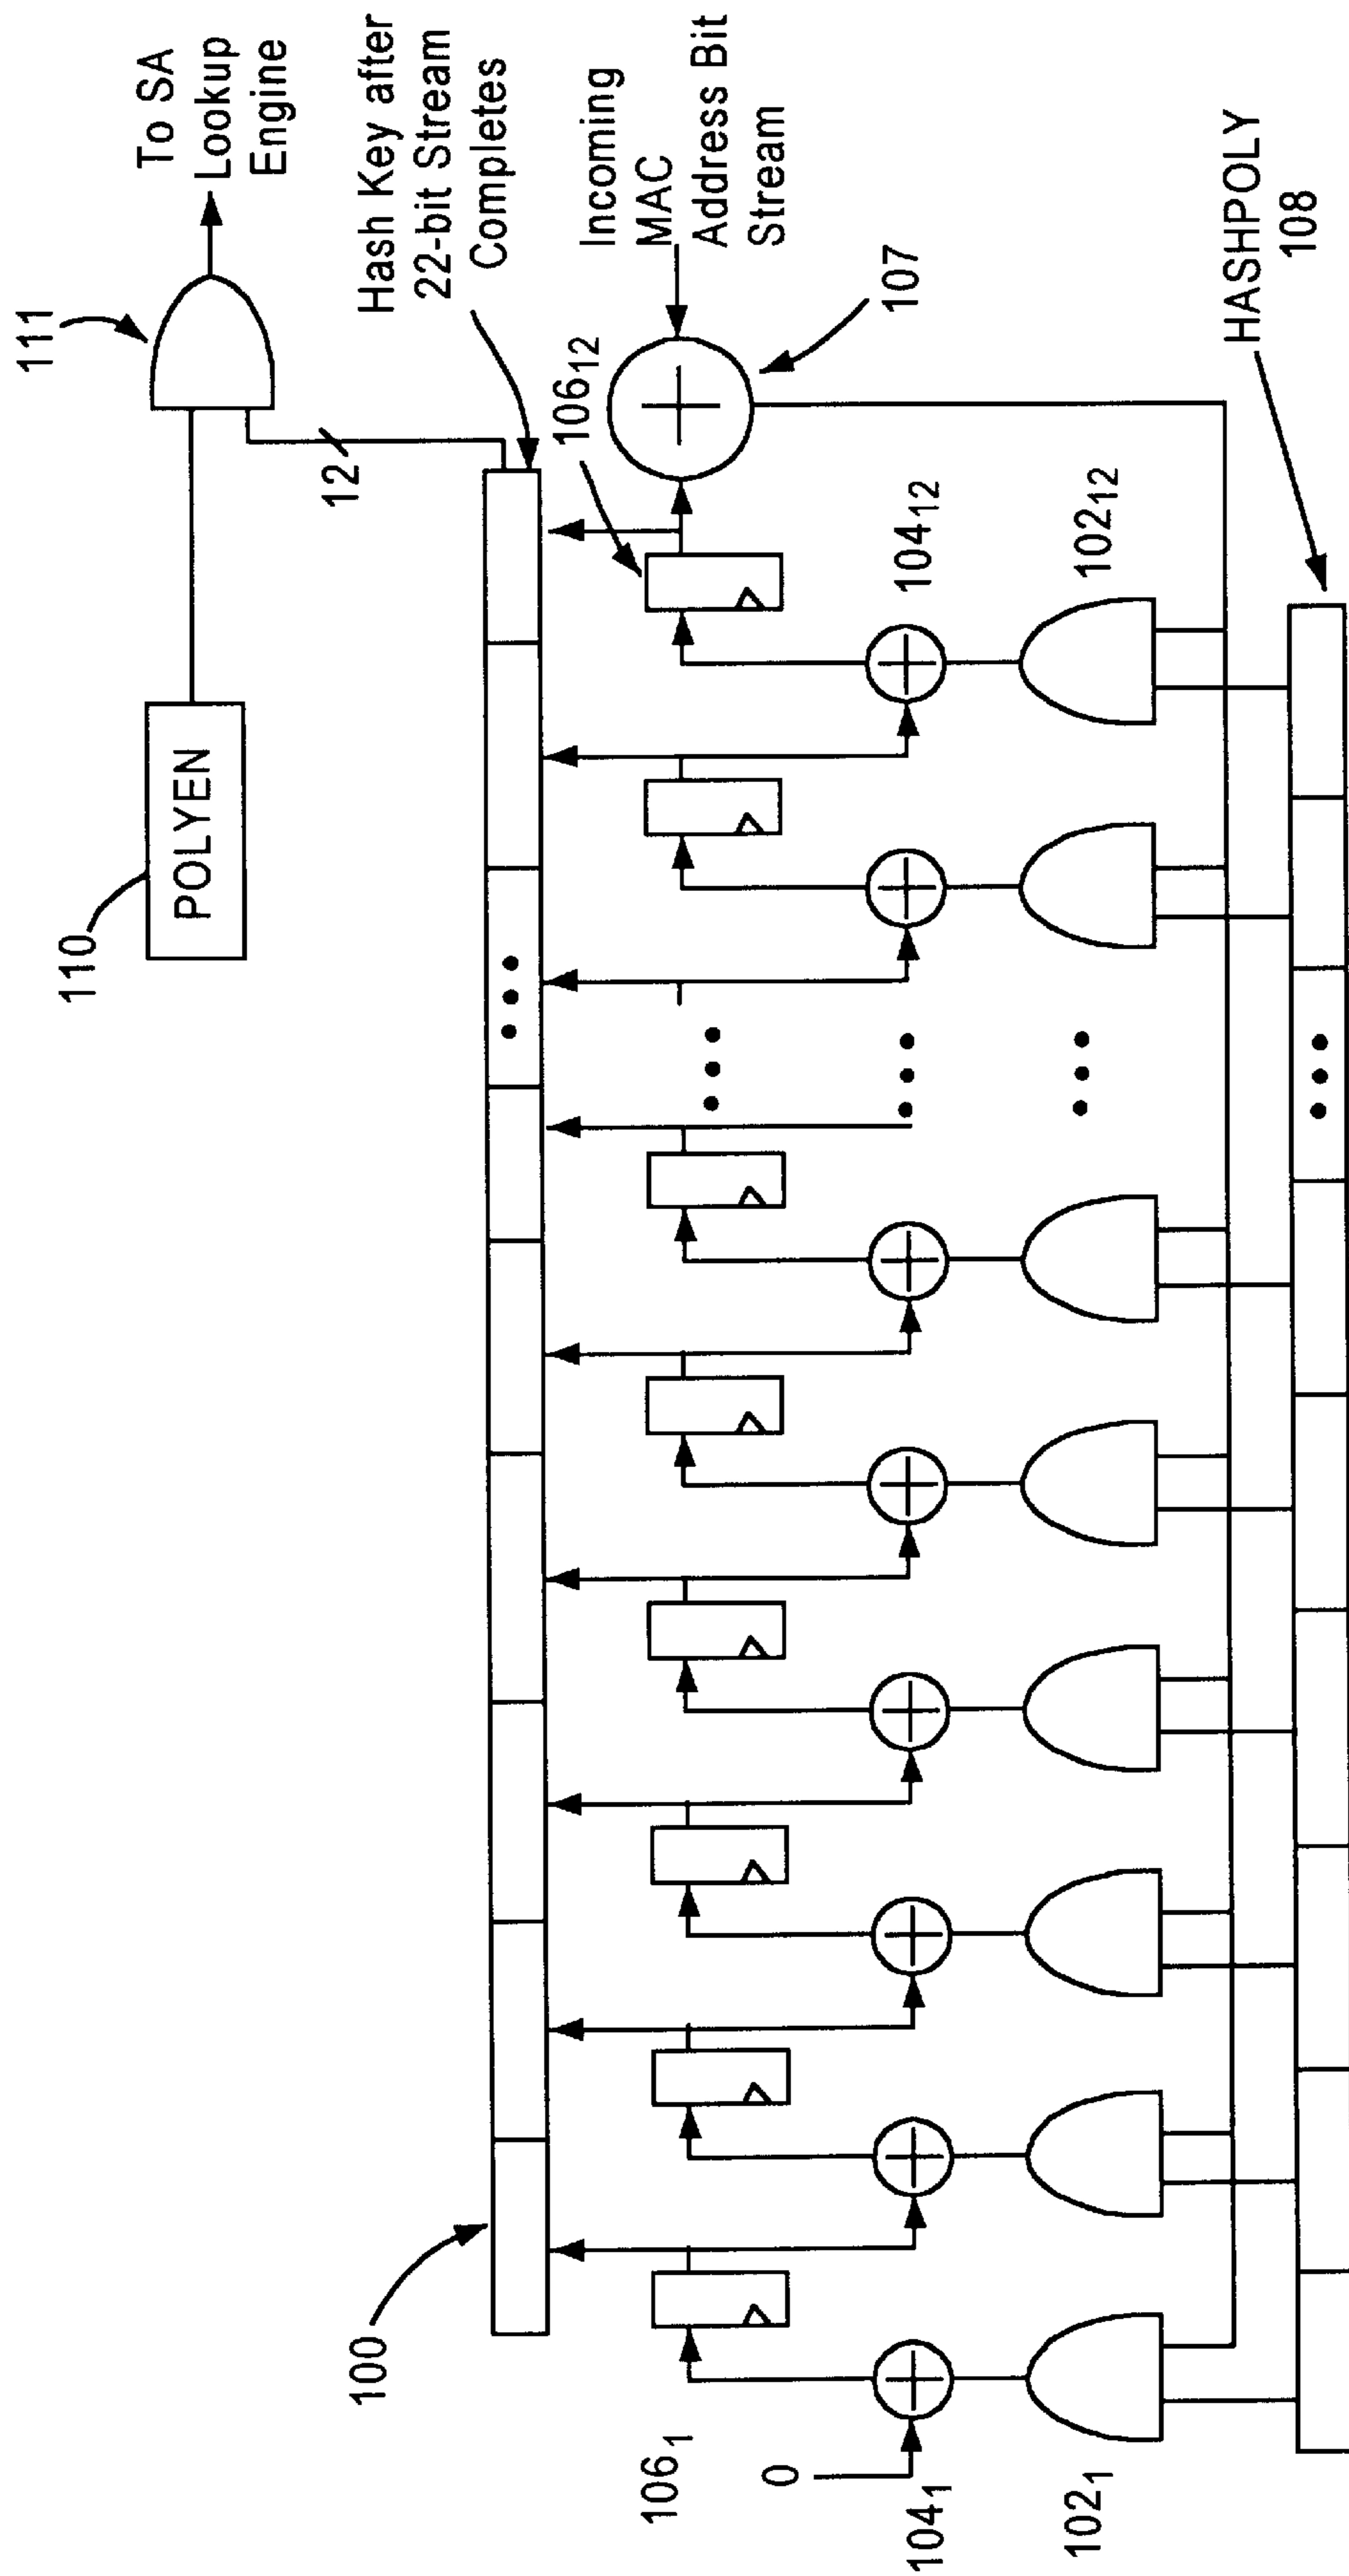 111
To SA
Lookup
Engine
110
POLYEN
12
Hash Key after
22-bit Stream
Completes
100
106₁₂
Incoming
MAC
Address Bit
Stream
107
106₁
0
104₁
104₁₂
102₁
102₁₂
HASHPOLY
108